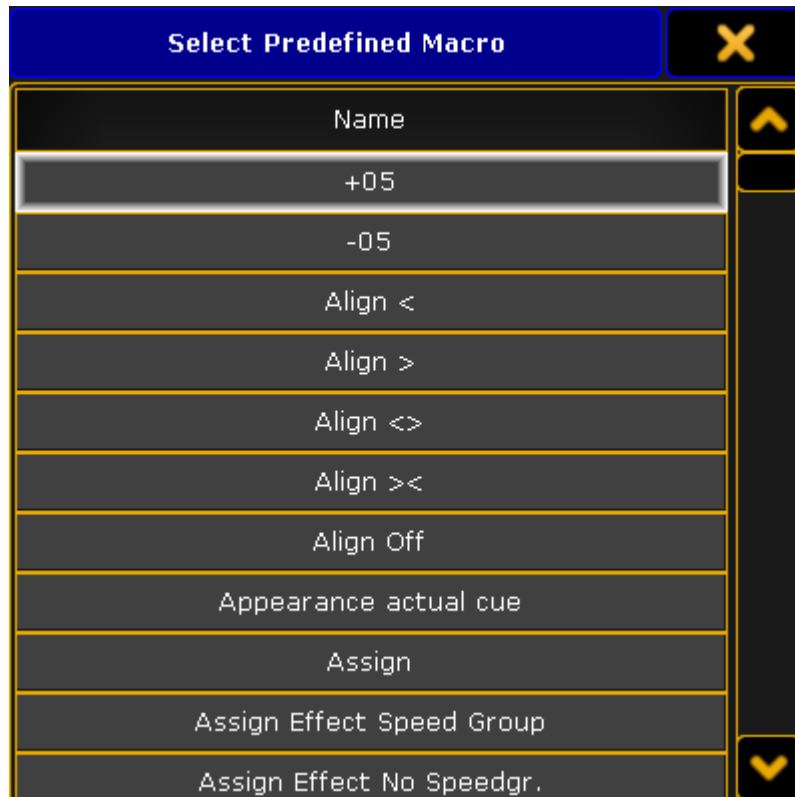 Select Predefined Macro
Name
+05
-05
Align <
Align >
Align <>
Align ><
Align Off
Appearance actual cue
Assign
Assign Effect Speed Group
Assign Effect No Speedgr.